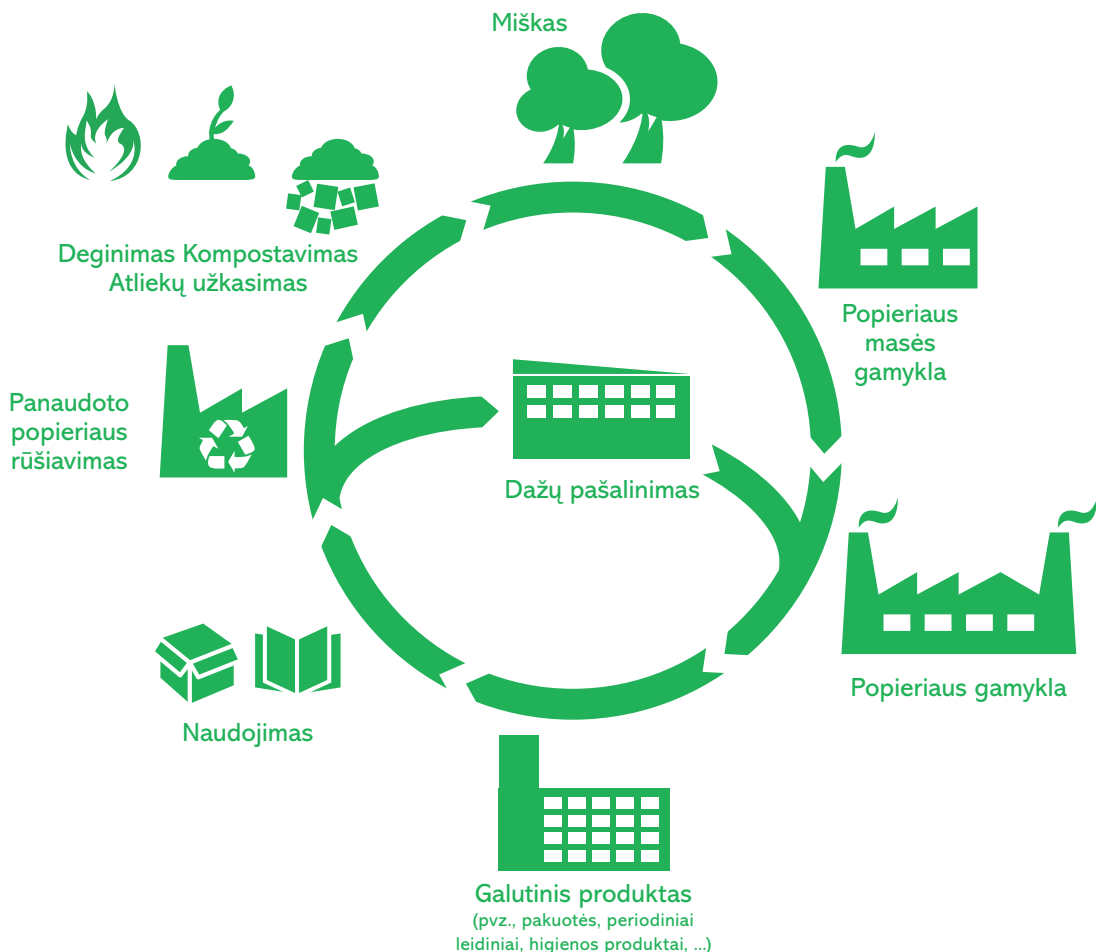 Miškas
Deginimas Kompostavimas
Atliekų užkasimas
Popieriaus
masės
gamykla
Panaudoto
popieriaus
rūšiavimas
Dažų pašalinimas
Popieriaus gamykla
Naudojimas
Galutinis produktas
(pvz., pakuotės, periodiniai
leidiniai, higienos produktai, ...)